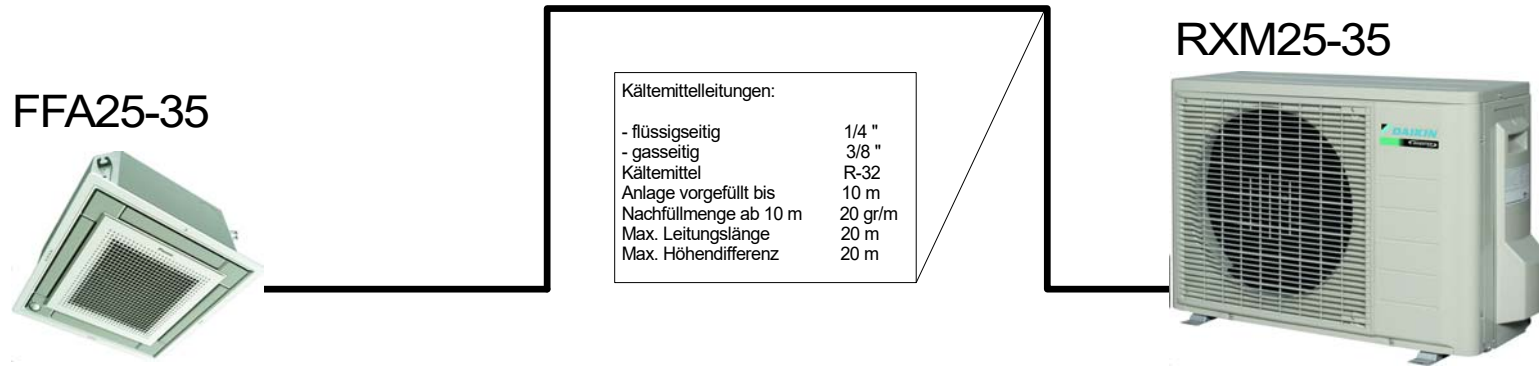 RXM25-35
FFA25-35
Kältemittelleitungen:
- flüssigseitig 1/4 "
- gasseitig 3/8 "
Kältemittel R-32
Anlage vorgefüllt bis 10 m
Nachfüllmenge ab 10 m 20 gr/m
Max. Leitungslänge 20 m
Max. Höhendifferenz 20 m
DAIKIN